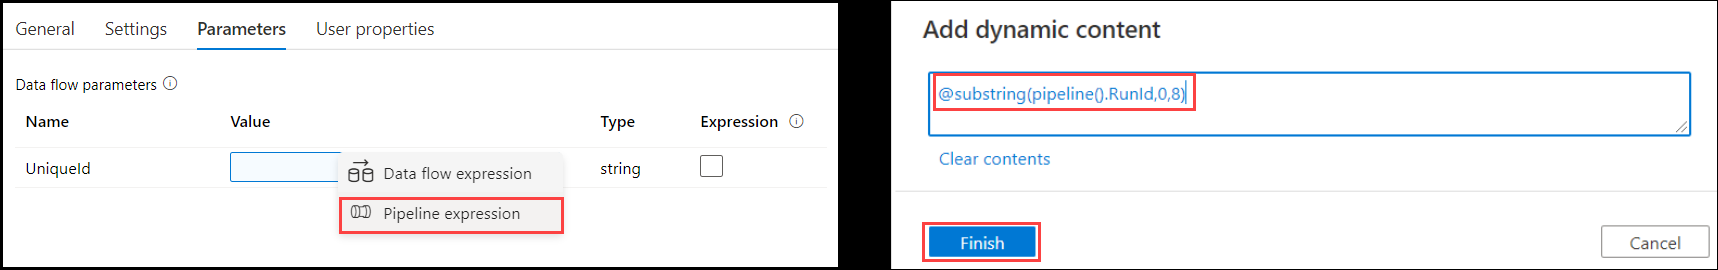 General Settings Parameters User properties
Data flow parameters
Name Value Type Expression
UniqueId string
Data flow expression
Pipeline expression
Add dynamic content
@substring(pipeline().RunId,0,8)
Clear contents
Finish Cancel